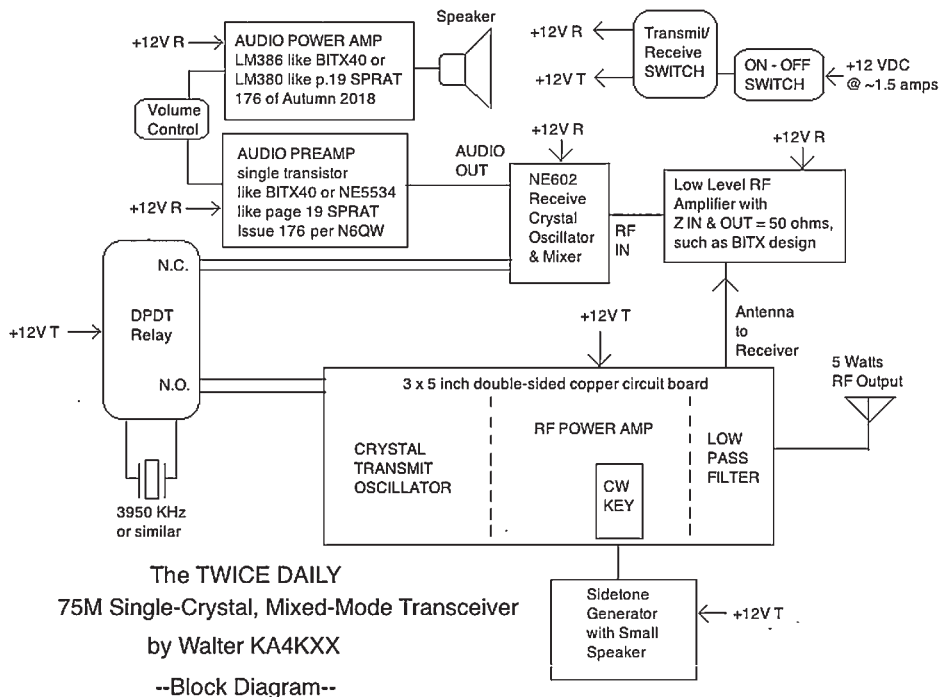 Speaker
+12V R
AUDIO POWER AMP
LM386 like BITX40 or
LM380 like p.19 SPRAT
176 of Autumn 2018
+12V R
+12V T
Transmit/
Receive
SWITCH
ON - OFF
SWITCH
+12 VDC
@ ~1.5 amps
Volume
Control
AUDIO PREAMP
single transistor
like BITX40 or NE5534
like page 19 SPRAT
Issue 176 per N6QW
+12V R
AUDIO
OUT
+12V R
NE602
Receive
Crystal
Oscillator
& Mixer
RF
IN
+12V R
Low Level RF
Amplifier with
Z IN & OUT = 50 ohms,
such as BITX design
N.C.
DPDT
Relay
+12V T
N.O.
3950 KHz
or similar
+12V T
Antenna
to
Receiver
5 Watts
RF Output
3 x 5 inch double-sided copper circuit board
CRYSTAL
TRANSMIT
OSCILLATOR
RF POWER AMP
CW
KEY
LOW
PASS
FILTER
Sidetone
Generator
with Small
Speaker
+12V T
The TWICE DAILY
75M Single-Crystal, Mixed-Mode Transceiver
by Walter KA4KXX
--Block Diagram--